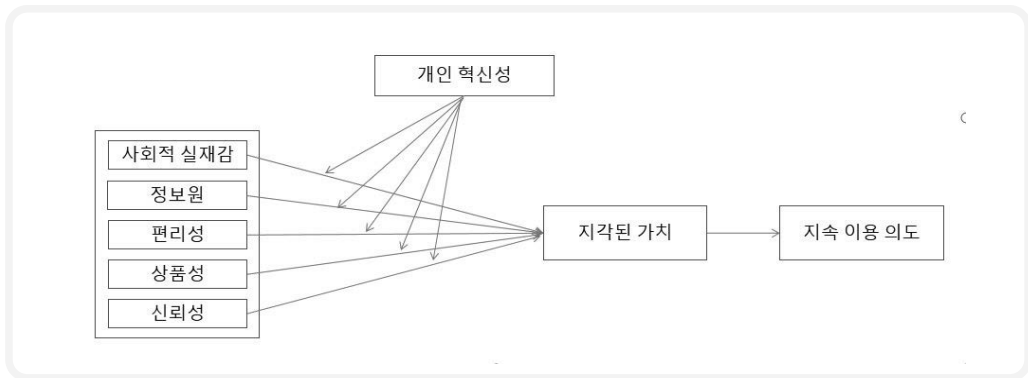 개인 혁신성
사회적 실재감
정보원
편리성
상품성
신뢰성
지각된 가치
지속 이용 의도